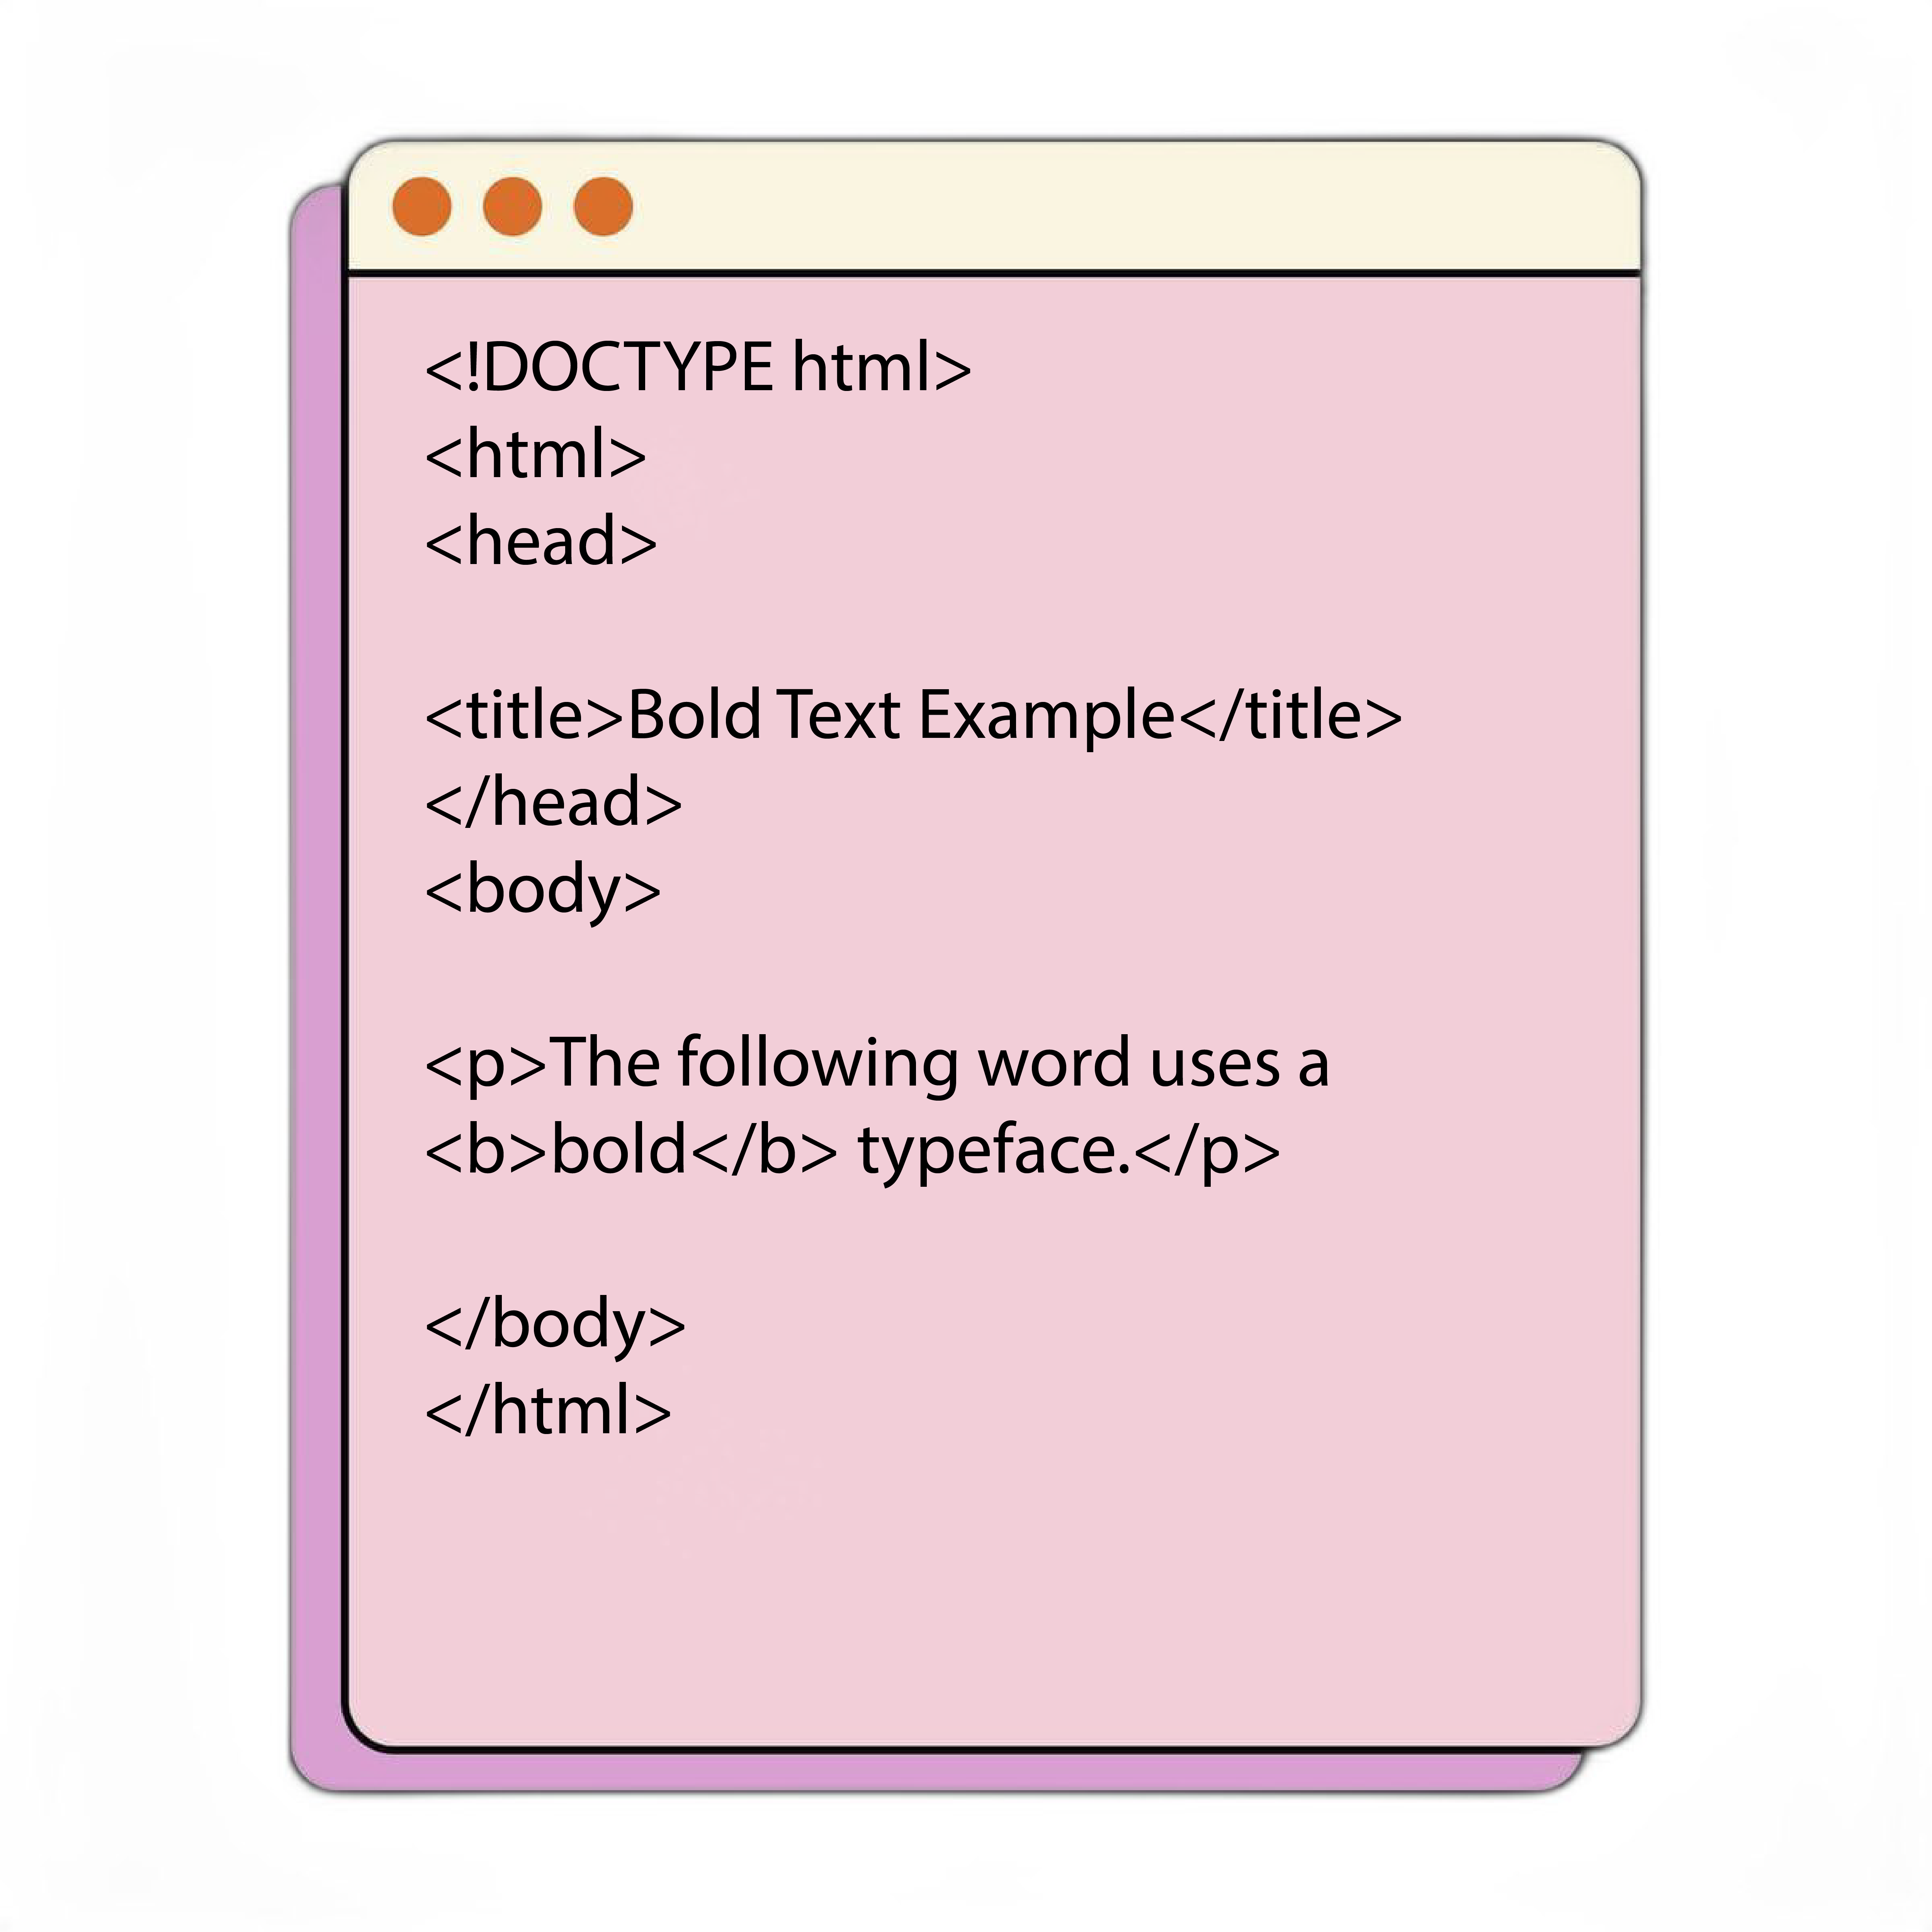 <!DOCTYPE html>
<html>
<head>
<title>Bold Text Example</title>
</head>
<body>
<p>The following word uses a
<b>bold</b> typeface.</p>
</body>
</html>